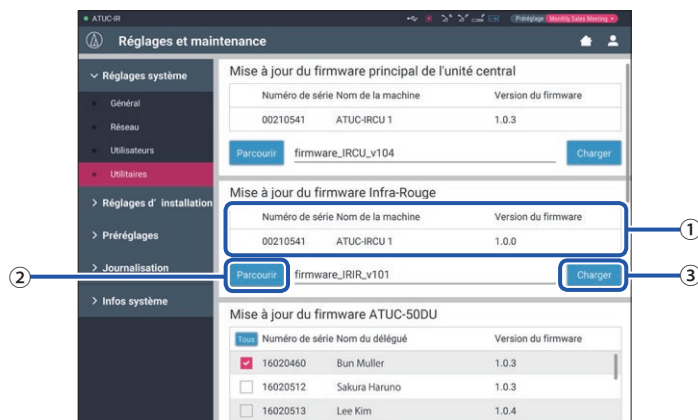 ATUC-IR
Préréglage Monthly Sales Meeting
Réglages et maintenance
Réglages système
Général
Réseau
Utilisateurs
Utilitaires
Réglages d' installation
Préréglages
Journalisation
Infos système
Mise à jour du firmware principal de l'unité central
Numéro de série Nom de la machine Version du firmware
00210541 ATUC-IRCU 1 1.0.3
Parcourir firmware_IRCU_v104 Charger
Mise à jour du firmware Infra-Rouge
Numéro de série Nom de la machine Version du firmware
00210541 ATUC-IRCU 1 1.0.0
①
② Parcourir firmware_IRIR_v101 Charger ③
Mise à jour du firmware ATUC-50DU
Tous Numéro de série Nom du délégué Version du firmware
16020460 Bun Muller 1.0.3
16020512 Sakura Haruno 1.0.3
16020513 Lee Kim 1.0.4